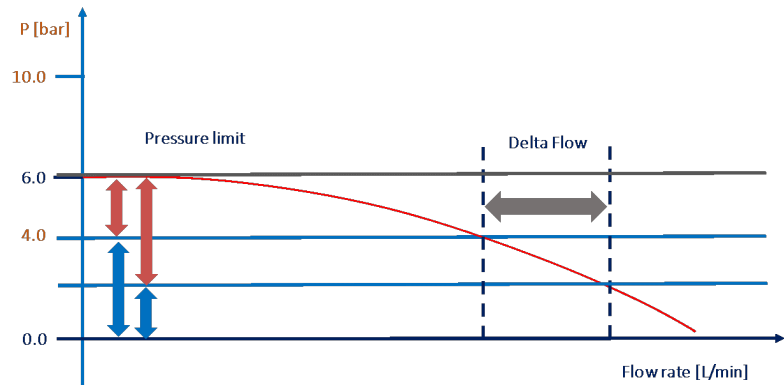 P [bar]
10.0
Pressure limit
Delta Flow
6.0
4.0
0.0
Flow rate [L/min]